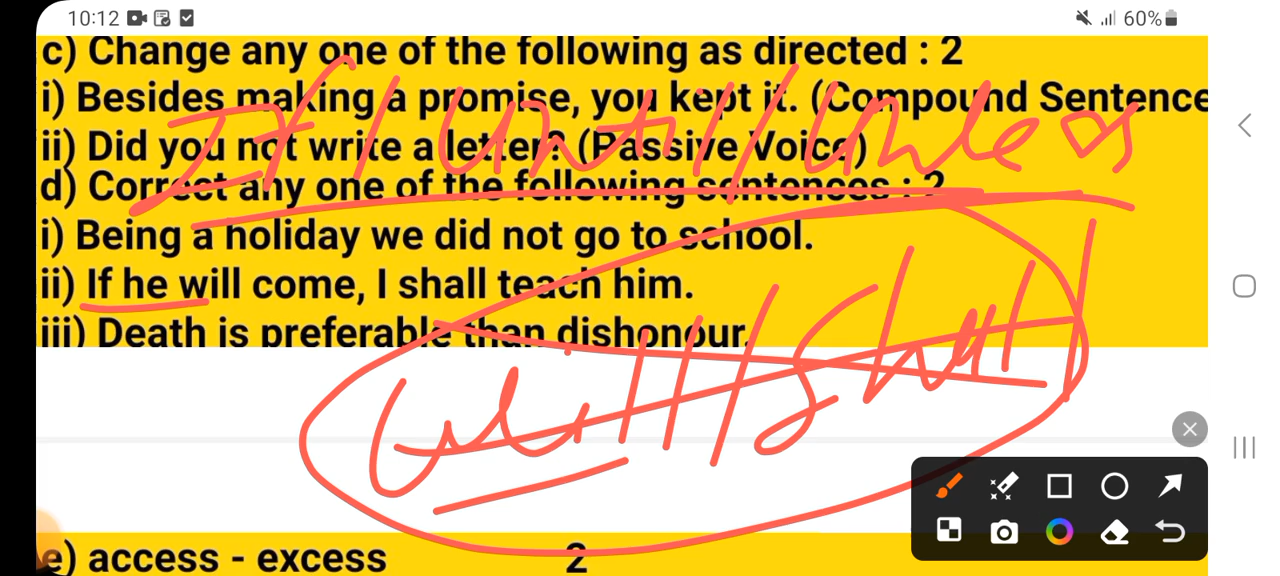 10:12 60%
c) Change any one of the following as directed : 2
i) Besides making a promise, you kept it. (Compound Sentence
ii) Did you not write a letter? (Passive Voice)
If / Until / Unless
d) Correct any one of the following sentences : 2
i) Being a holiday we did not go to school.
ii) If he will come, I shall teach him.
iii) Death is preferable than dishonour.
will / shall
e) access - excess 2